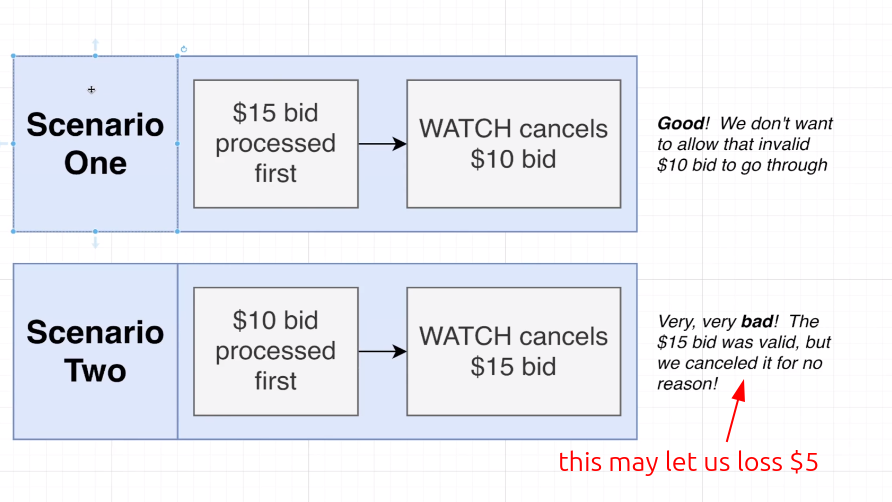 Scenario
One
$15 bid
processed
first
WATCH cancels
$10 bid
Good! We don't want
to allow that invalid
$10 bid to go through
Scenario
Two
$10 bid
processed
first
WATCH cancels
$15 bid
Very, very bad! The
$15 bid was valid, but
we canceled it for no
reason!
this may let us loss $5